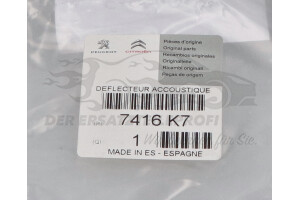 PEUGEOT
CITROËN
Pièces d'origine
Original parts
Recambios originales
Originalteile
Ricambi originali
Peças de origem
DEFLECTEUR ACCOUSTIQUE
7416 K7
DER ERSATZTEILPROFI
1
MADE IN ES - ESPAGNE